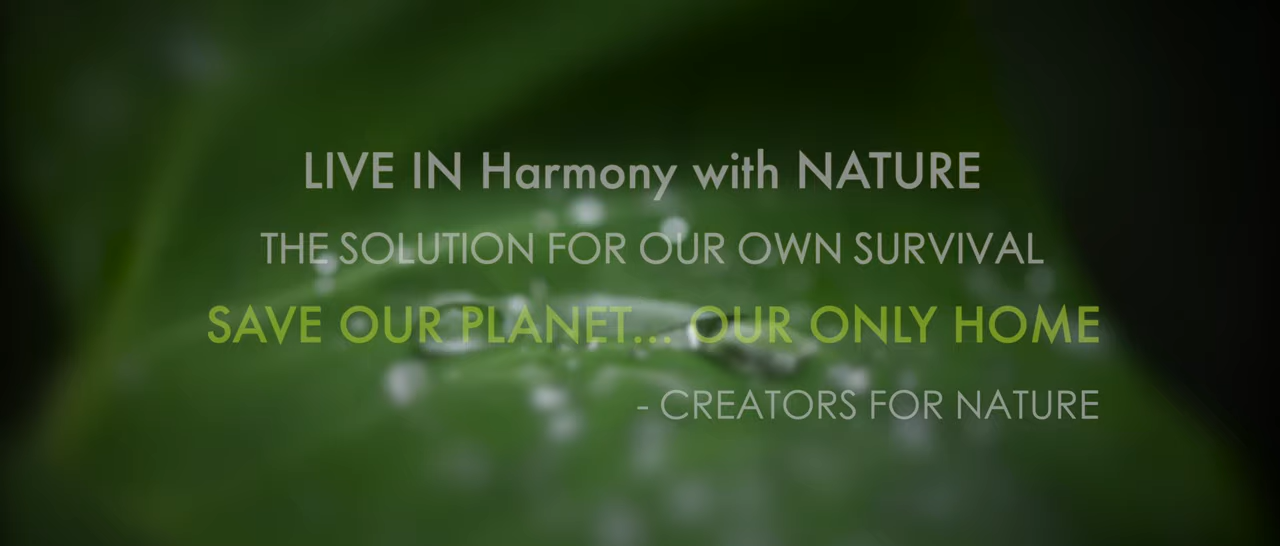 LIVE IN Harmony with NATURE
THE SOLUTION FOR OUR OWN SURVIVAL
SAVE OUR PLANET... OUR ONLY HOME
- CREATORS FOR NATURE